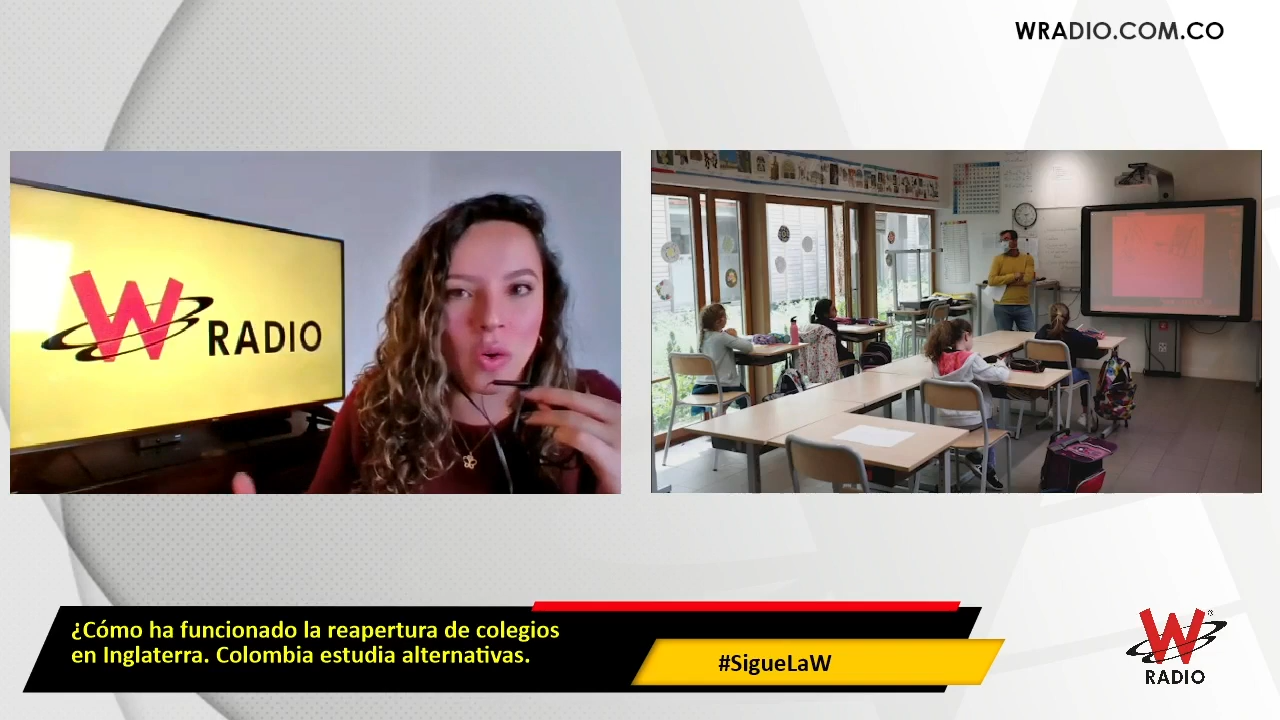 WRADIO.COM.CO
W RADIO
¿Cómo ha funcionado la reapertura de colegios
en Inglaterra. Colombia estudia alternativas.
#SigueLaW
W
RADIO